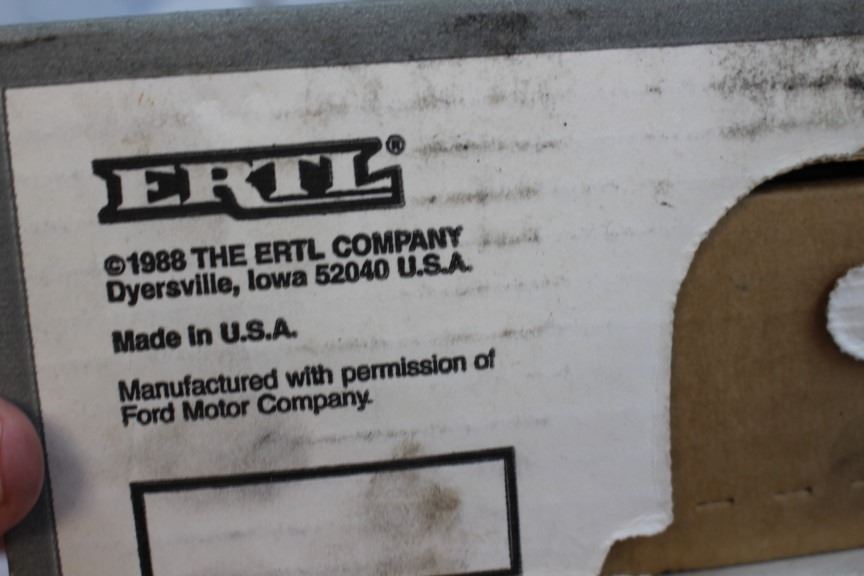 ERTL®
©1988 THE ERTL COMPANY
Dyersville, Iowa 52040 U.S.A.
Made in U.S.A.
Manufactured with permission of
Ford Motor Company.